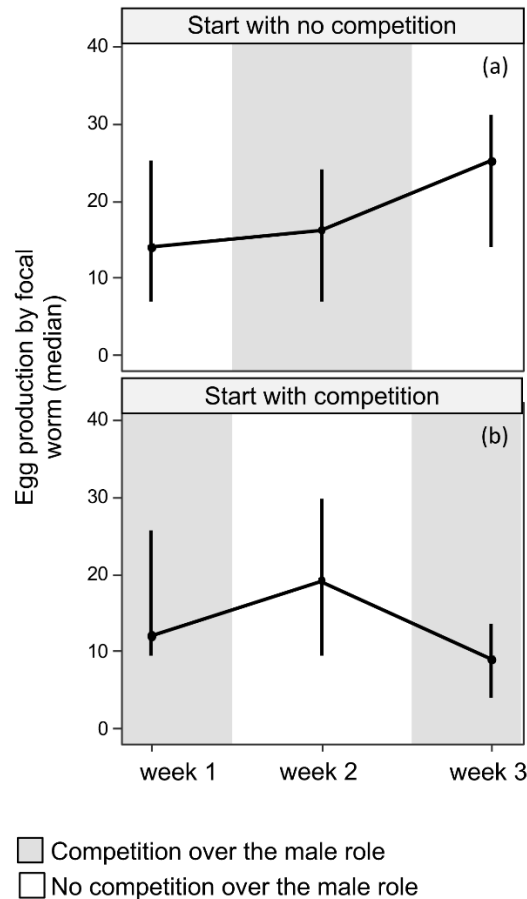 Start with no competition
(a)
40
30
20
10
0
Start with competition
(b)
40
30
20
10
0
Egg production by focal
worm (median)
week 1
week 2
week 3
Competition over the male role
No competition over the male role